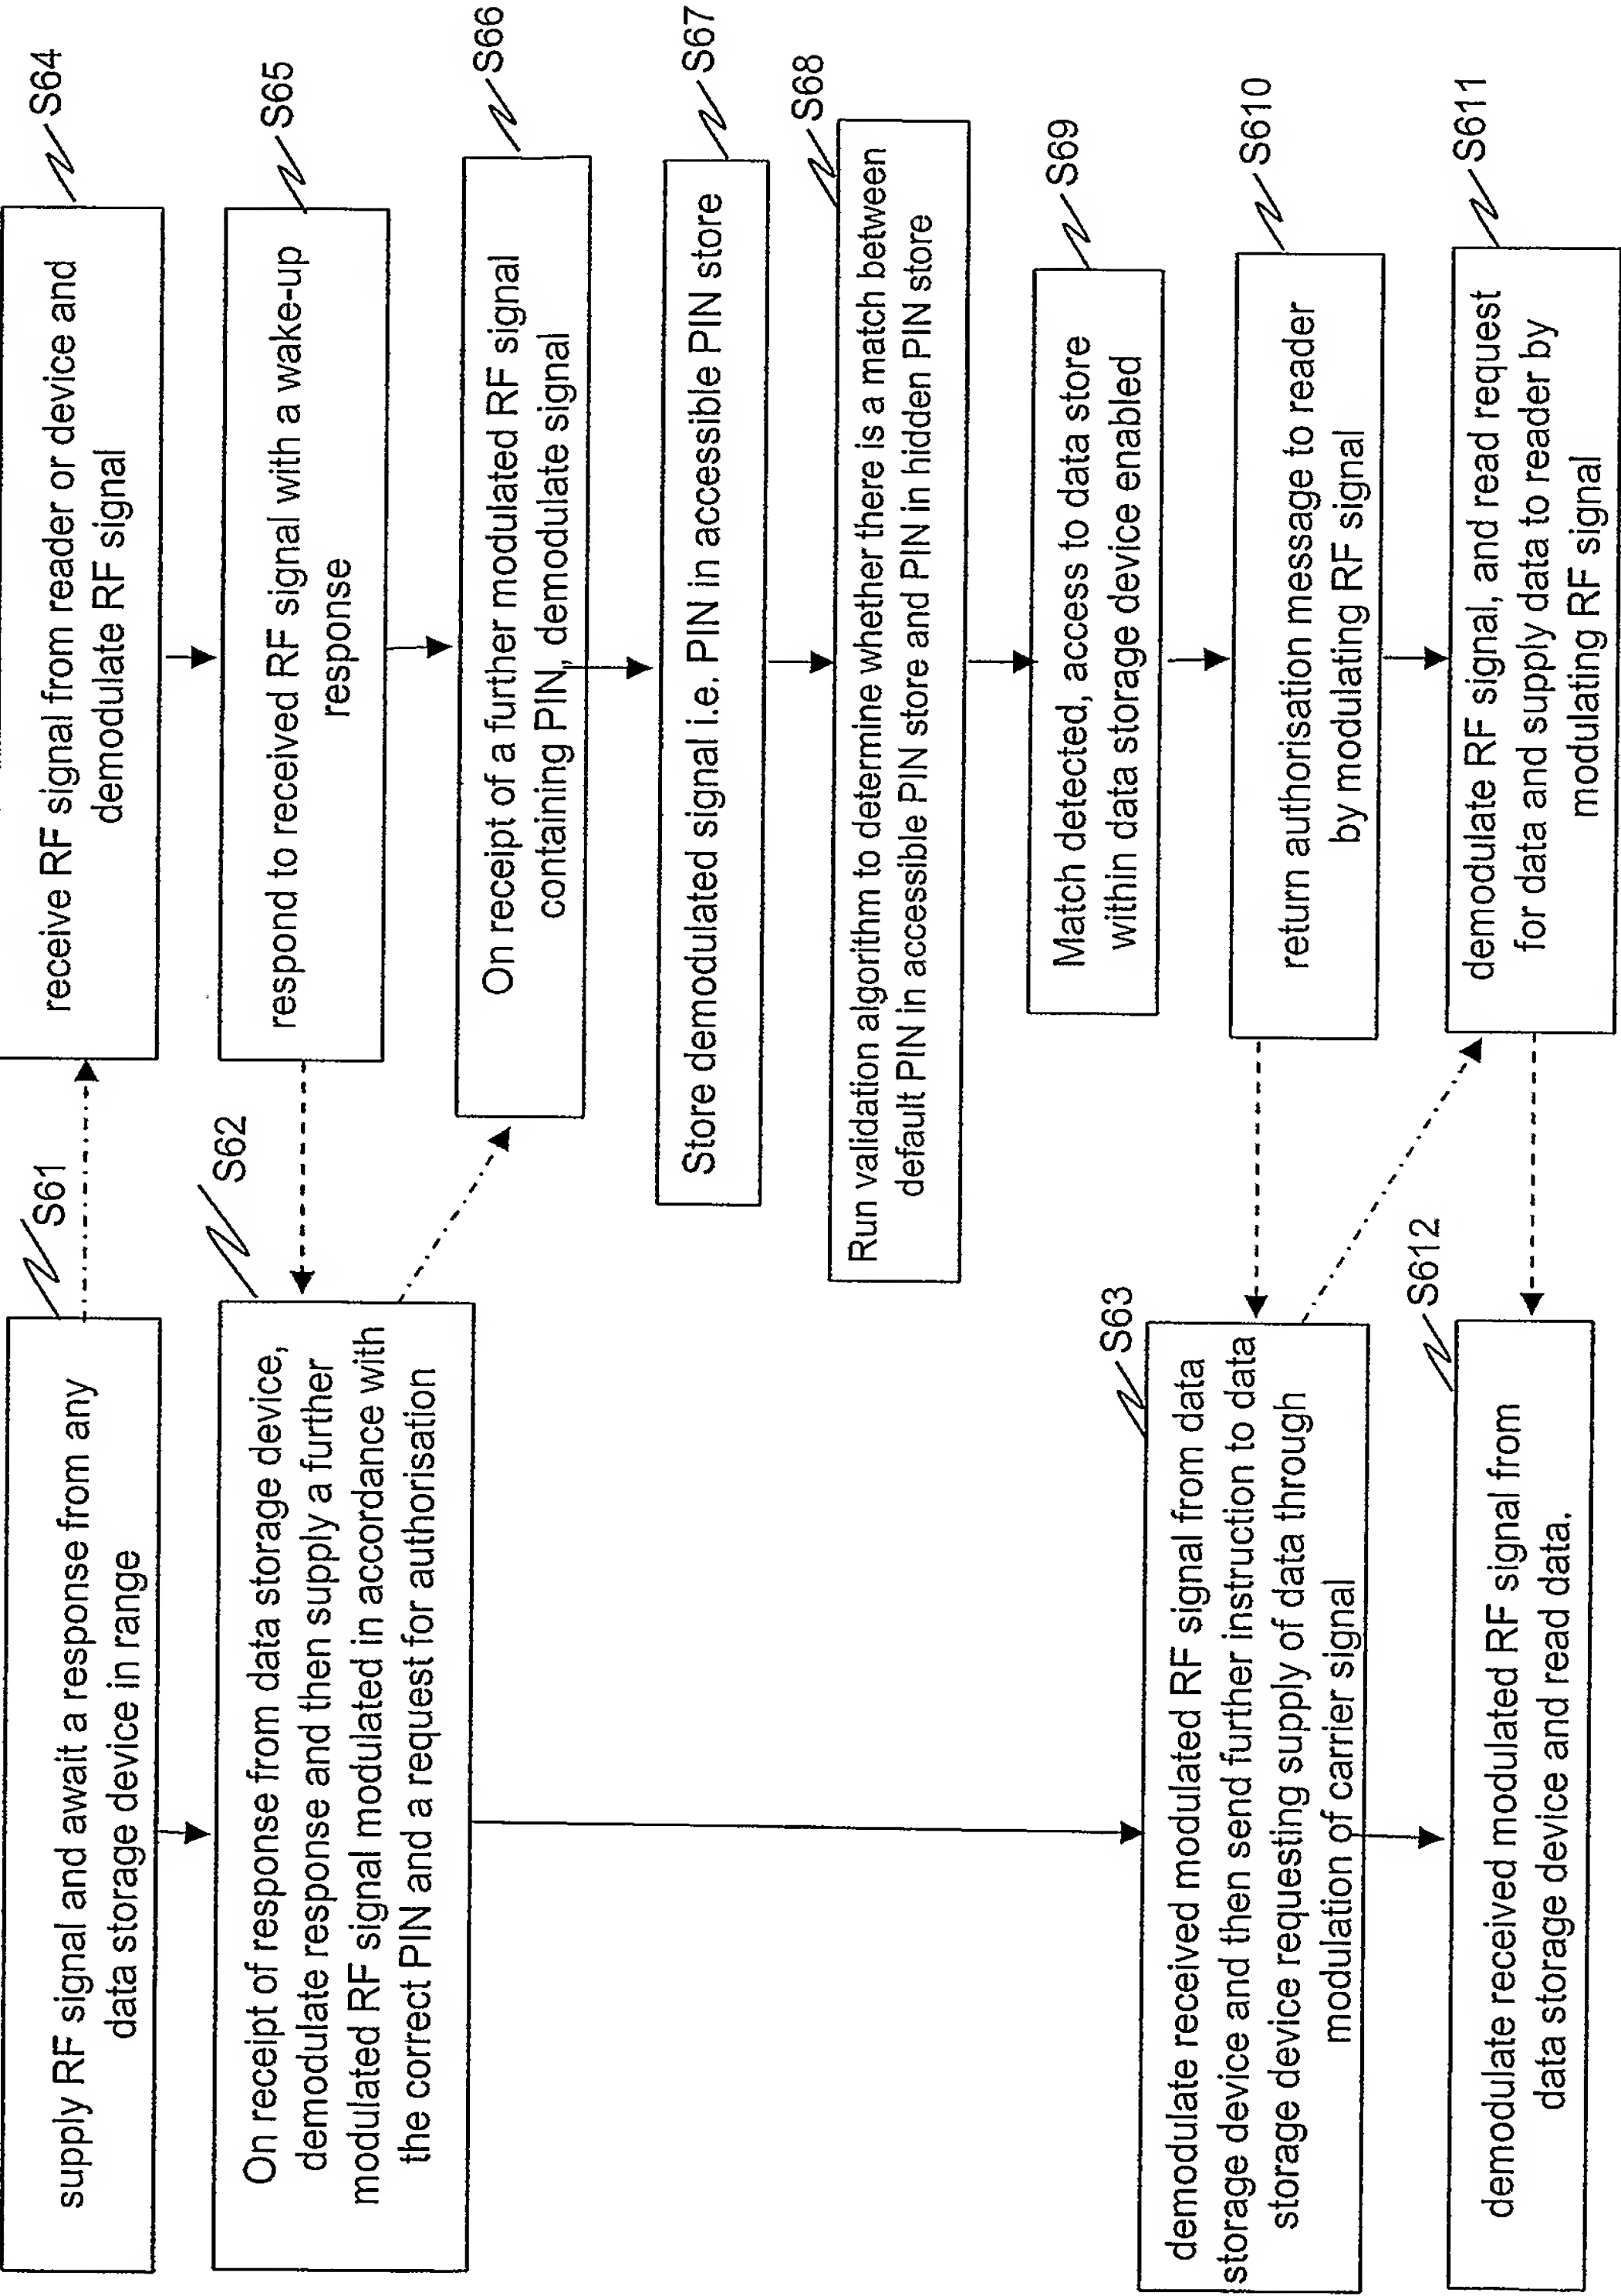 S61
supply RF signal and await a response from any
data storage device in range
S62
On receipt of response from data storage device,
demodulate response and then supply a further
modulated RF signal modulated in accordance with
the correct PIN and a request for authorisation
S63
demodulate received modulated RF signal from data
storage device and then send further instruction to data
storage device requesting supply of data through
modulation of carrier signal
S612
demodulate received modulated RF signal from
data storage device and read data.
S64
receive RF signal from reader or device and
demodulate RF signal
S65
respond to received RF signal with a wake-up
response
S66
On receipt of a further modulated RF signal
containing PIN, demodulate signal
S67
Store demodulated signal i.e. PIN in accessible PIN store
S68
Run validation algorithm to determine whether there is a match between
default PIN in accessible PIN store and PIN in hidden PIN store
S69
Match detected, access to data store
within data storage device enabled
S610
return authorisation message to reader
by modulating RF signal
S611
demodulate RF signal, and read request
for data and supply data to reader by
modulating RF signal